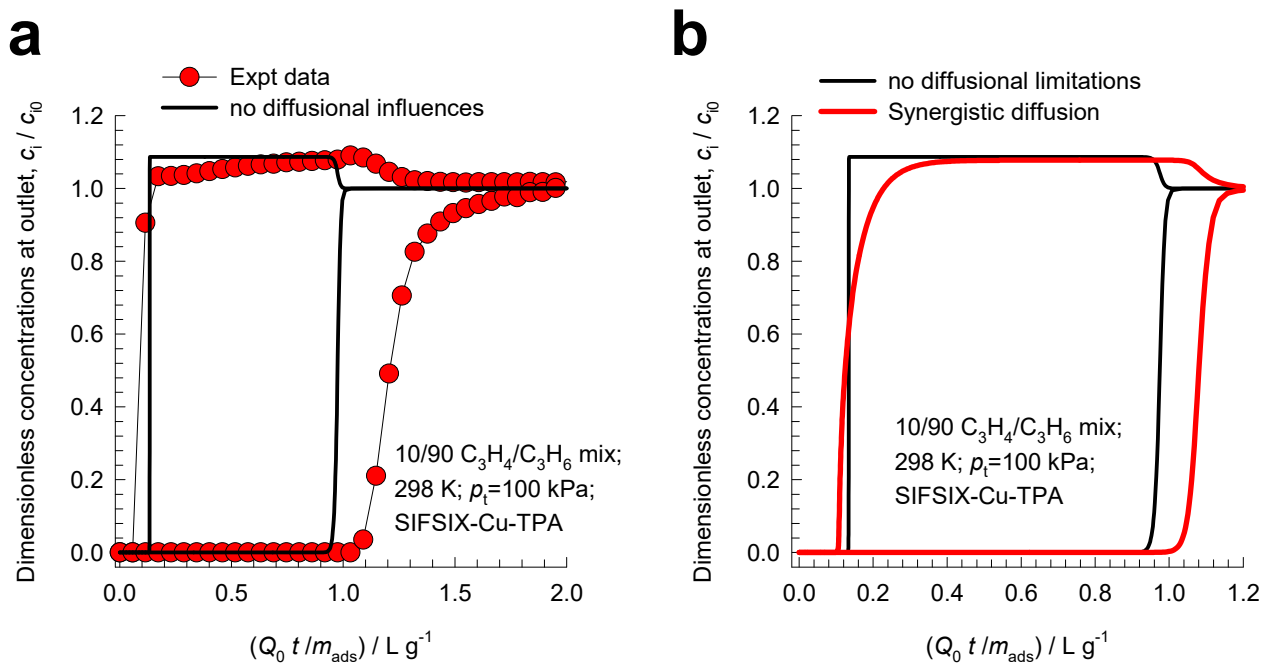 a
Expt data
no diffusional influences
Dimensionless concentrations at outlet, cᵢ / cᵢ₀
1.2
1.0
0.8
0.6
0.4
0.2
0.0
10/90 C₃H₄/C₃H₆ mix;
298 K; pₜ=100 kPa;
SIFSIX-Cu-TPA
0.0 0.5 1.0 1.5 2.0
(Q₀ t /mₐdₛ) / L g⁻¹
b
no diffusional limitations
Synergistic diffusion
Dimensionless concentrations at outlet, cᵢ / cᵢ₀
1.2
1.0
0.8
0.6
0.4
0.2
0.0
10/90 C₃H₄/C₃H₆ mix;
298 K; pₜ=100 kPa;
SIFSIX-Cu-TPA
0.0 0.2 0.4 0.6 0.8 1.0 1.2
(Q₀ t /mₐdₛ) / L g⁻¹